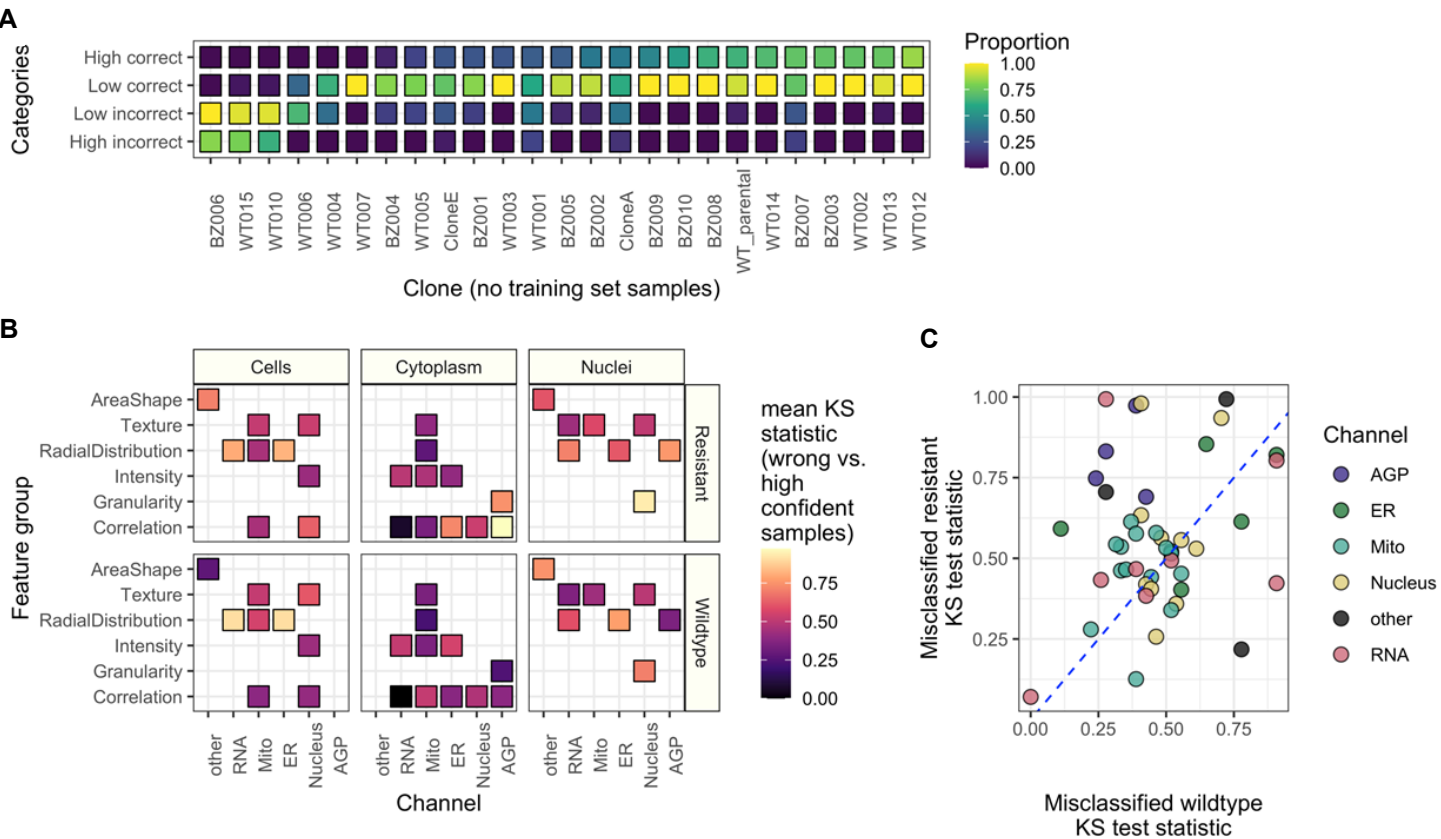 A
Categories
High correct
Low correct
Low incorrect
High incorrect
BZ006
WT015
WT010
WT006
WT004
WT007
BZ004
WT005
CloneE
BZ001
WT003
WT001
BZ005
BZ002
CloneA
BZ009
BZ010
BZ008
WT_parental
WT014
BZ007
BZ003
WT002
WT013
WT012
Clone (no training set samples)
Proportion
1.00
0.75
0.50
0.25
0.00
B
Feature group
Cells
Cytoplasm
Nuclei
AreaShape
Texture
RadialDistribution
Intensity
Granularity
Correlation
Resistant
AreaShape
Texture
RadialDistribution
Intensity
Granularity
Correlation
Wildtype
other
RNA
Mito
ER
Nucleus
AGP
other
RNA
Mito
ER
Nucleus
AGP
other
RNA
Mito
ER
Nucleus
AGP
Channel
mean KS
statistic
(wrong vs.
high
confident
samples)
0.75
0.50
0.25
0.00
C
Misclassified resistant
KS test statistic
1.00
0.75
0.50
0.25
0.00
0.25
0.50
0.75
Misclassified wildtype
KS test statistic
Channel
AGP
ER
Mito
Nucleus
other
RNA